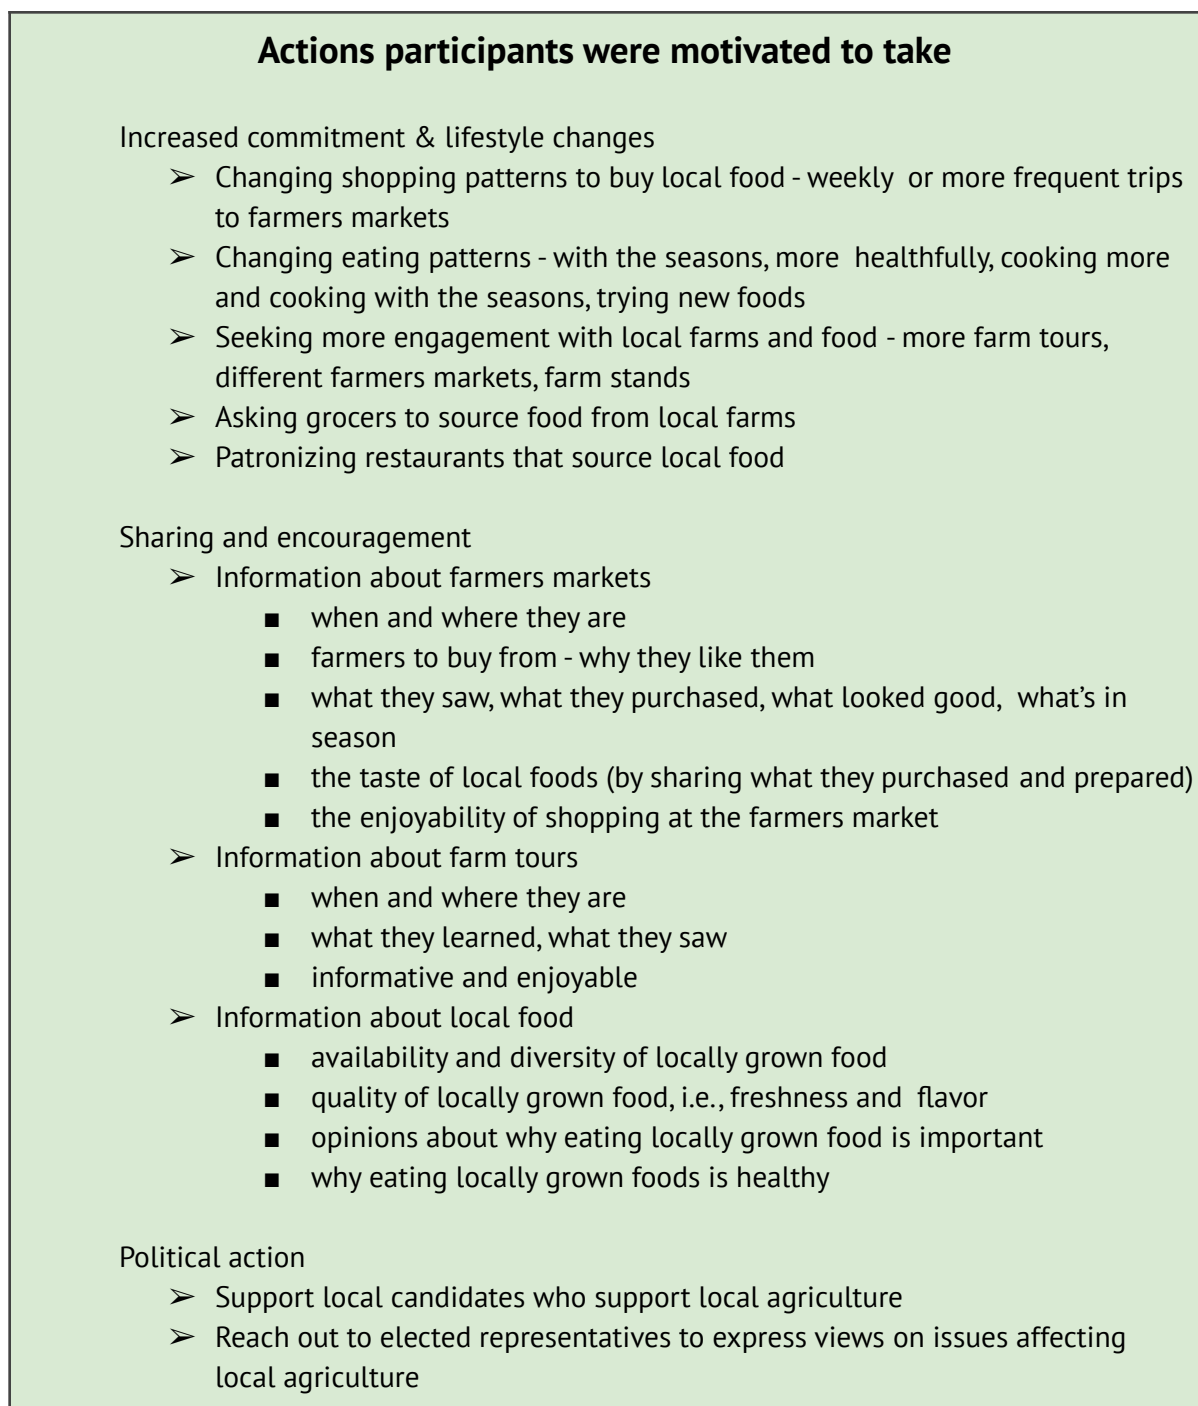 Actions participants were motivated to take
Increased commitment & lifestyle changes
➢ Changing shopping patterns to buy local food - weekly or more frequent trips
to farmers markets
➢ Changing eating patterns - with the seasons, more healthfully, cooking more
and cooking with the seasons, trying new foods
➢ Seeking more engagement with local farms and food - more farm tours,
different farmers markets, farm stands
➢ Asking grocers to source food from local farms
➢ Patronizing restaurants that source local food
Sharing and encouragement
➢ Information about farmers markets
■ when and where they are
■ farmers to buy from - why they like them
■ what they saw, what they purchased, what looked good, what’s in
season
■ the taste of local foods (by sharing what they purchased and prepared)
■ the enjoyability of shopping at the farmers market
➢ Information about farm tours
■ when and where they are
■ what they learned, what they saw
■ informative and enjoyable
➢ Information about local food
■ availability and diversity of locally grown food
■ quality of locally grown food, i.e., freshness and flavor
■ opinions about why eating locally grown food is important
■ why eating locally grown foods is healthy
Political action
➢ Support local candidates who support local agriculture
➢ Reach out to elected representatives to express views on issues affecting
local agriculture